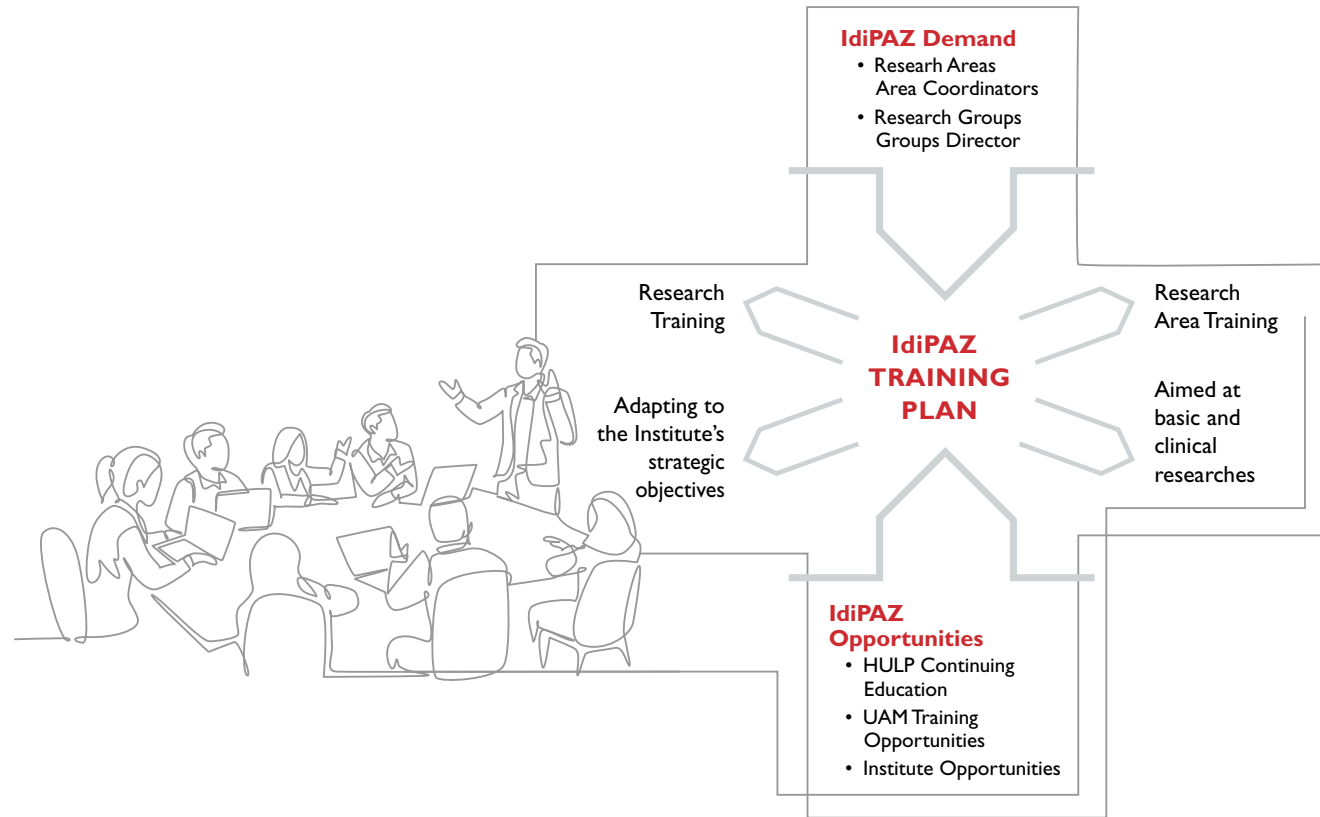 IdiPAZ Demand
• Researh Areas
Area Coordinators
• Research Groups
Groups Director
Research
Training
Research
Area Training
IdiPAZ
TRAINING
PLAN
Adapting to
the Institute's
strategic
objectives
Aimed at
basic and
clinical
researches
IdiPAZ
Opportunities
• HULP Continuing
Education
• UAM Training
Opportunities
• Institute Opportunities